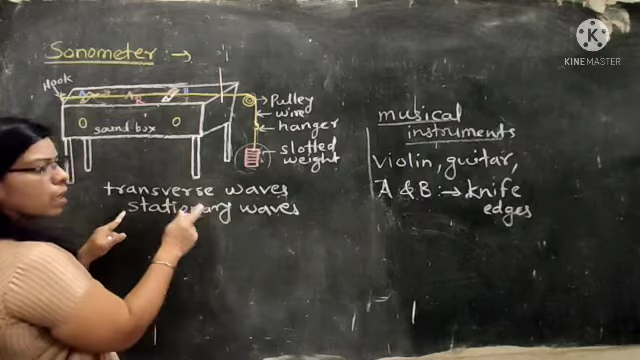 Sonometer :→
Hook
A
B
R
sound box
Pulley
wire
hanger
slotted
weight
transverse waves
stationary waves
musical
instruments
violin, guitar,
A & B :→ knife
edges
K
KINEMASTER